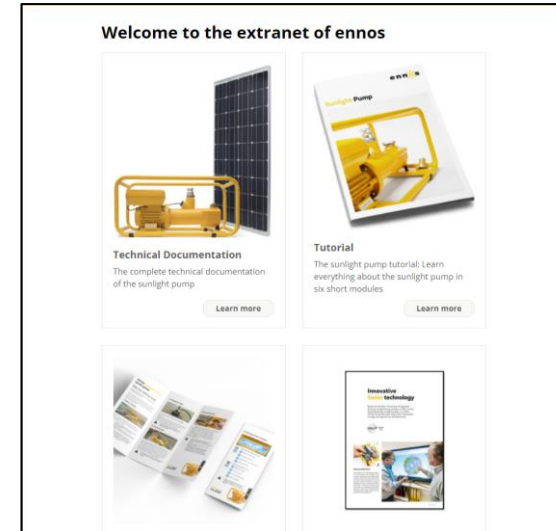 Welcome to the extranet of ennos
ennos
Sunlight Pump
Technical Documentation
The complete technical documentation
of the sunlight pump
Learn more
Tutorial
The sunlight pump tutorial: Learn
everything about the sunlight pump in
six short modules
Learn more
Innovative
Swiss technology